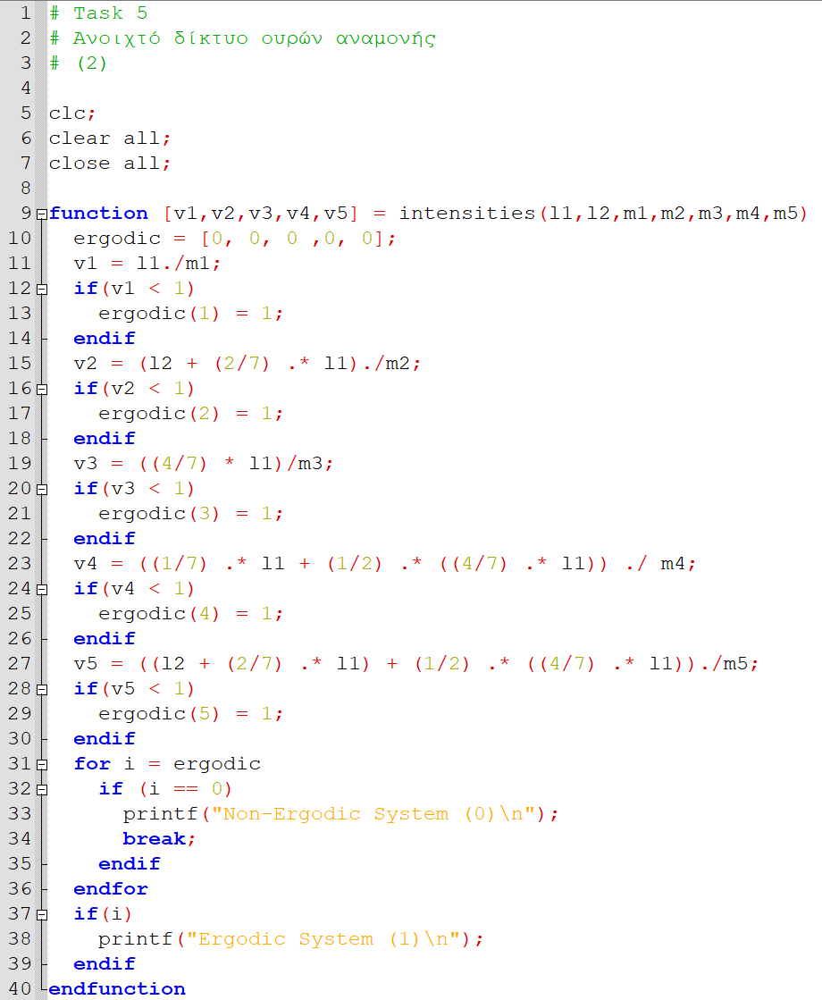 1 # Task 5
2 # Ανοιχτό δίκτυο ουρών αναμονής
3 # (2)
4
5 clc;
6 clear all;
7 close all;
8
9 function [v1,v2,v3,v4,v5] = intensities(l1,l2,m1,m2,m3,m4,m5)
10   ergodic = [0, 0, 0 ,0, 0];
11   v1 = l1./m1;
12   if(v1 < 1)
13     ergodic(1) = 1;
14   endif
15   v2 = (l2 + (2/7) .* l1)./m2;
16   if(v2 < 1)
17     ergodic(2) = 1;
18   endif
19   v3 = ((4/7) * l1)/m3;
20   if(v3 < 1)
21     ergodic(3) = 1;
22   endif
23   v4 = ((1/7) .* l1 + (1/2) .* ((4/7) .* l1)) ./ m4;
24   if(v4 < 1)
25     ergodic(4) = 1;
26   endif
27   v5 = ((l2 + (2/7) .* l1) + (1/2) .* ((4/7) .* l1))./m5;
28   if(v5 < 1)
29     ergodic(5) = 1;
30   endif
31   for i = ergodic
32     if (i == 0)
33       printf("Non-Ergodic System (0)\n");
34       break;
35     endif
36   endfor
37   if(i)
38     printf("Ergodic System (1)\n");
39   endif
40 endfunction